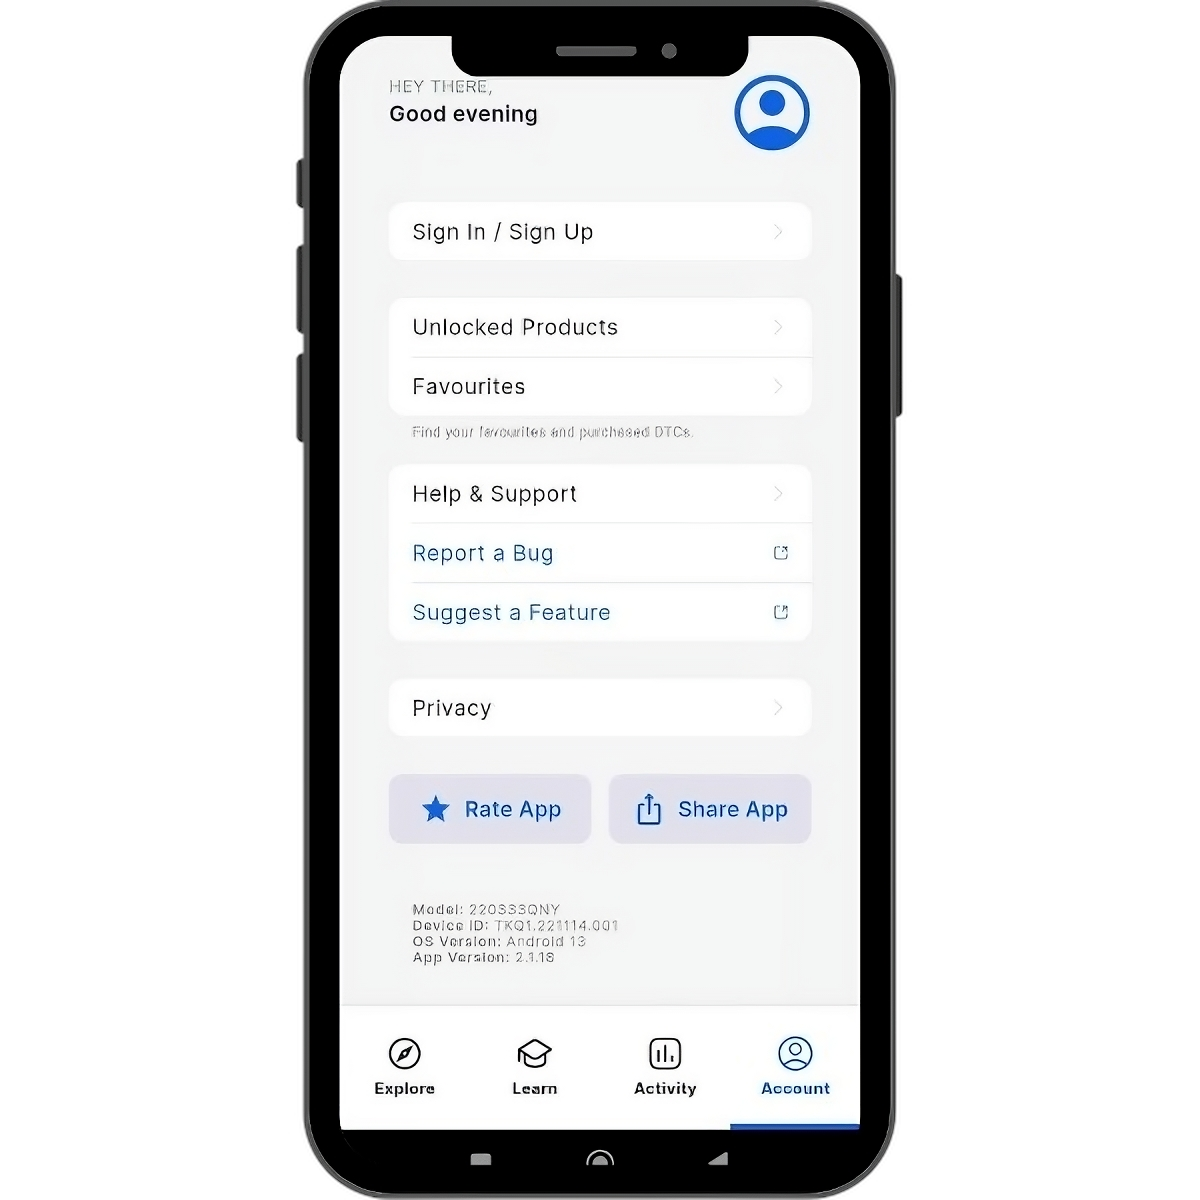 HEY THERE,
Good evening
Sign In / Sign Up
Unlocked Products
Favourites
Find your favourites and purchased DTCs.
Help & Support
Report a Bug
Suggest a Feature
Privacy
Rate App
Share App
Model:
Device ID: TKQ1.221114.001
OS Version: Android 13
App Version: 2.1.18
Explore
Learn
Activity
Account